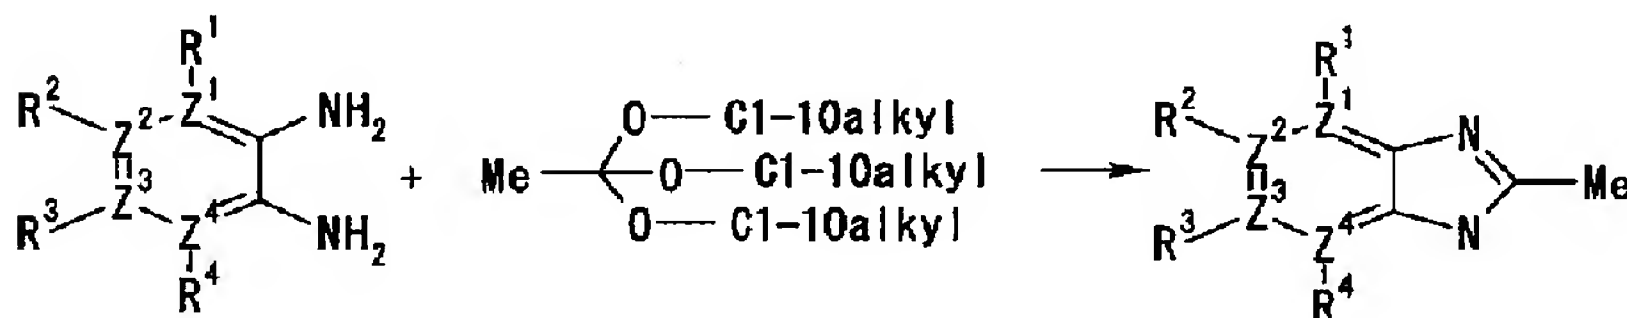 R¹ Z¹ R² Z² Z³ R³ Z⁴ R⁴ NH₂ NH₂
+
Me O—C1-10alkyl
O—C1-10alkyl
O—C1-10alkyl
R¹ Z¹ R² Z² Z³ R³ Z⁴ R⁴ N N Me